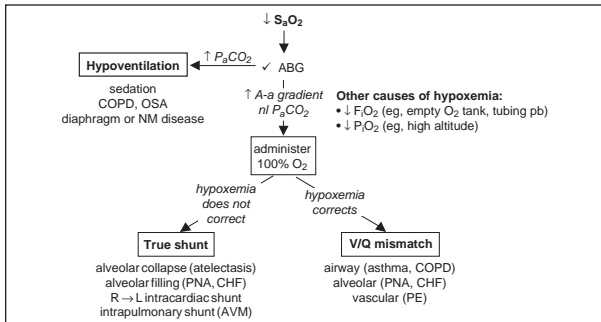 ↓ SaO2
↑ PaCO2
Hypoventilation
✓ ABG
sedation
COPD, OSA
diaphragm or NM disease
↑ A-a gradient
nl PaCO2
Other causes of hypoxemia:
• ↓ FiO2 (eg, empty O2 tank, tubing pb)
• ↓ PiO2 (eg, high altitude)
administer
100% O2
hypoxemia
does not
correct
hypoxemia
corrects
True shunt
alveolar collapse (atelectasis)
alveolar filling (PNA, CHF)
R → L intracardiac shunt
intrapulmonary shunt (AVM)
V/Q mismatch
airway (asthma, COPD)
alveolar (PNA, CHF)
vascular (PE)